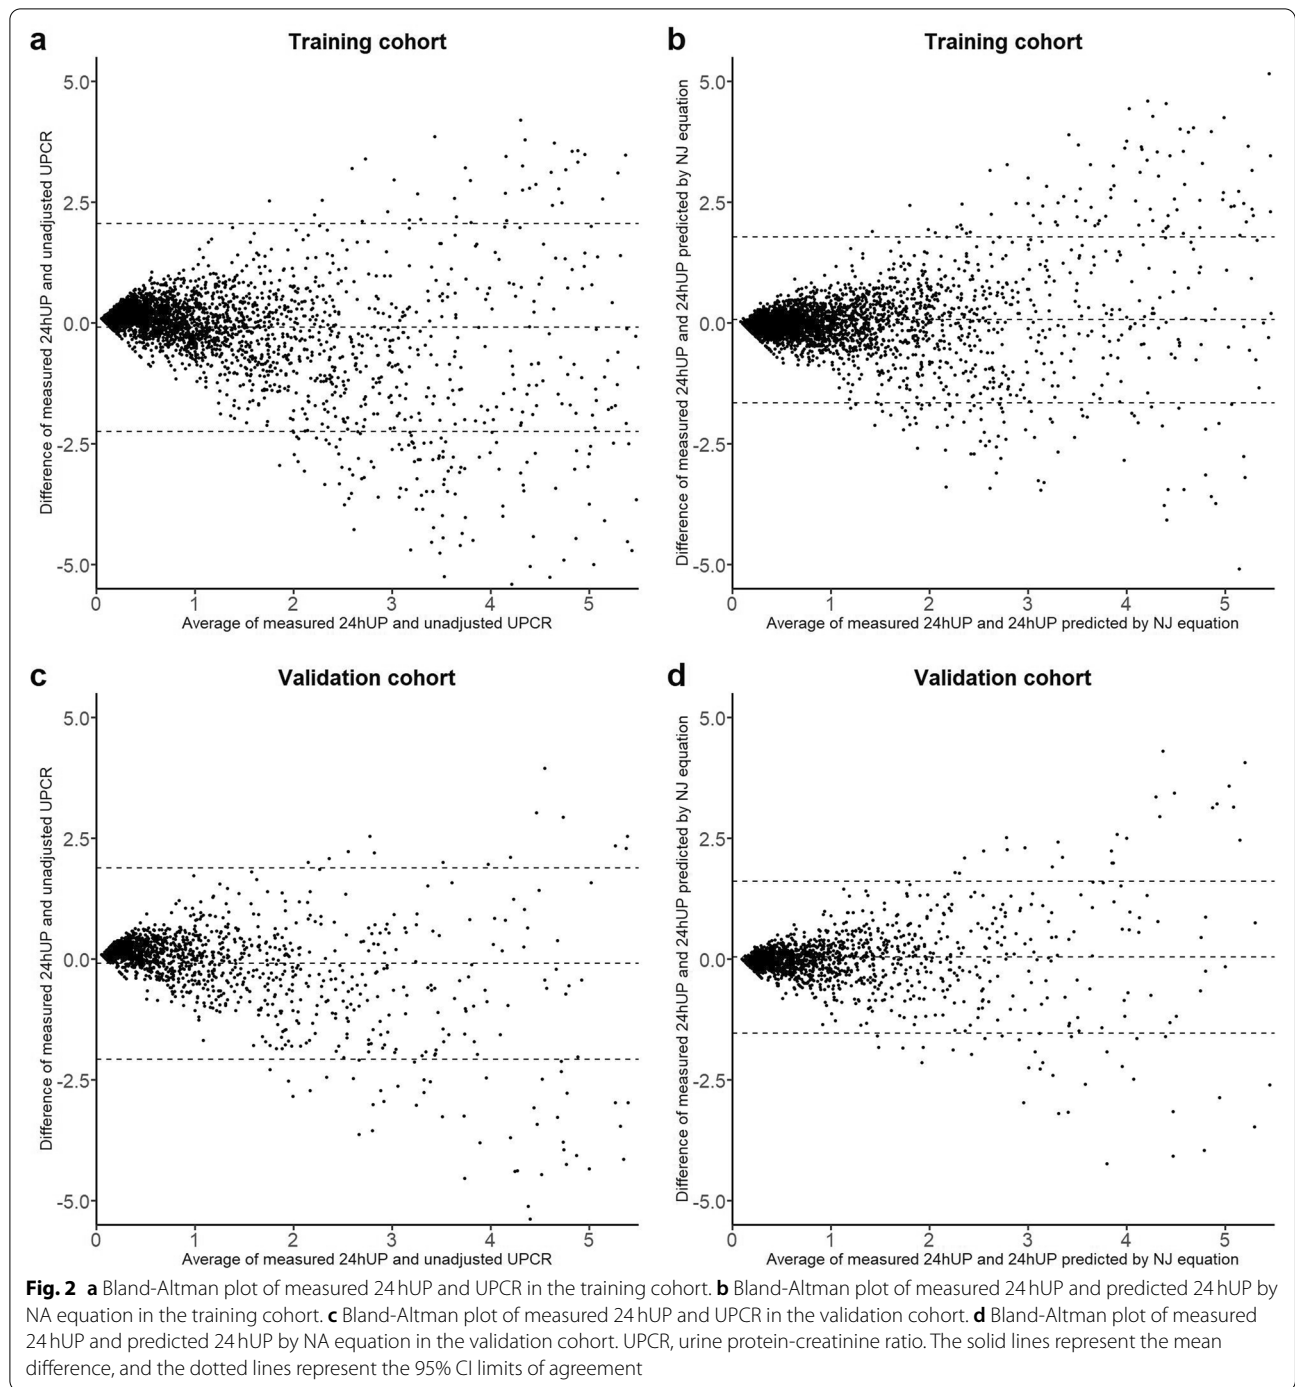 a
Training cohort
5.0
2.5
0.0
-2.5
-5.0
Difference of measured 24hUP and unadjusted UPCR
0 1 2 3 4 5
Average of measured 24hUP and unadjusted UPCR
b
Training cohort
5.0
2.5
0.0
-2.5
-5.0
Difference of measured 24hUP and 24hUP predicted by NJ equation
0 1 2 3 4 5
Average of measured 24hUP and 24hUP predicted by NJ equation
c
Validation cohort
5.0
2.5
0.0
-2.5
-5.0
Difference of measured 24hUP and unadjusted UPCR
0 1 2 3 4 5
Average of measured 24hUP and unadjusted UPCR
d
Validation cohort
5.0
2.5
0.0
-2.5
-5.0
Difference of measured 24hUP and 24hUP predicted by NJ equation
0 1 2 3 4 5
Average of measured 24hUP and 24hUP predicted by NJ equation
Fig. 2 a Bland-Altman plot of measured 24 hUP and UPCR in the training cohort. b Bland-Altman plot of measured 24 hUP and predicted 24 hUP by
NA equation in the training cohort. c Bland-Altman plot of measured 24 hUP and UPCR in the validation cohort. d Bland-Altman plot of measured
24 hUP and predicted 24 hUP by NA equation in the validation cohort. UPCR, urine protein-creatinine ratio. The solid lines represent the mean
difference, and the dotted lines represent the 95% CI limits of agreement